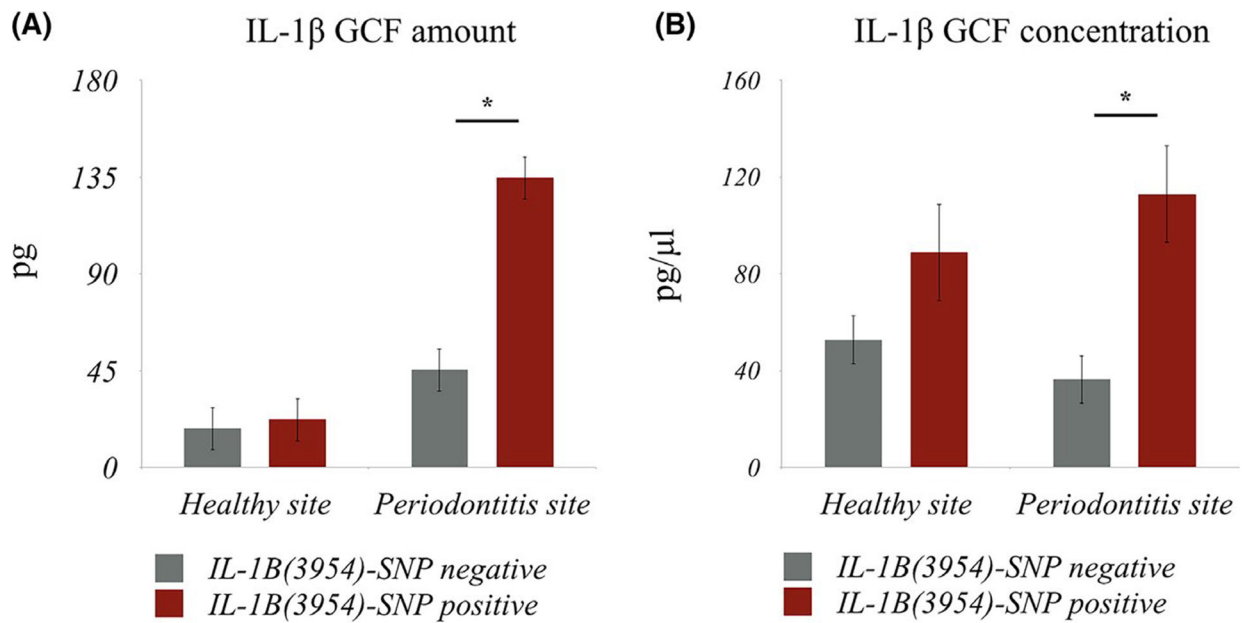 (A)
IL-1β GCF amount
180
135
90
45
0
pg
*
Healthy site
Periodontitis site
IL-1B(3954)-SNP negative
IL-1B(3954)-SNP positive
(B)
IL-1β GCF concentration
160
120
80
40
0
pg/μl
*
Healthy site
Periodontitis site
IL-1B(3954)-SNP negative
IL-1B(3954)-SNP positive